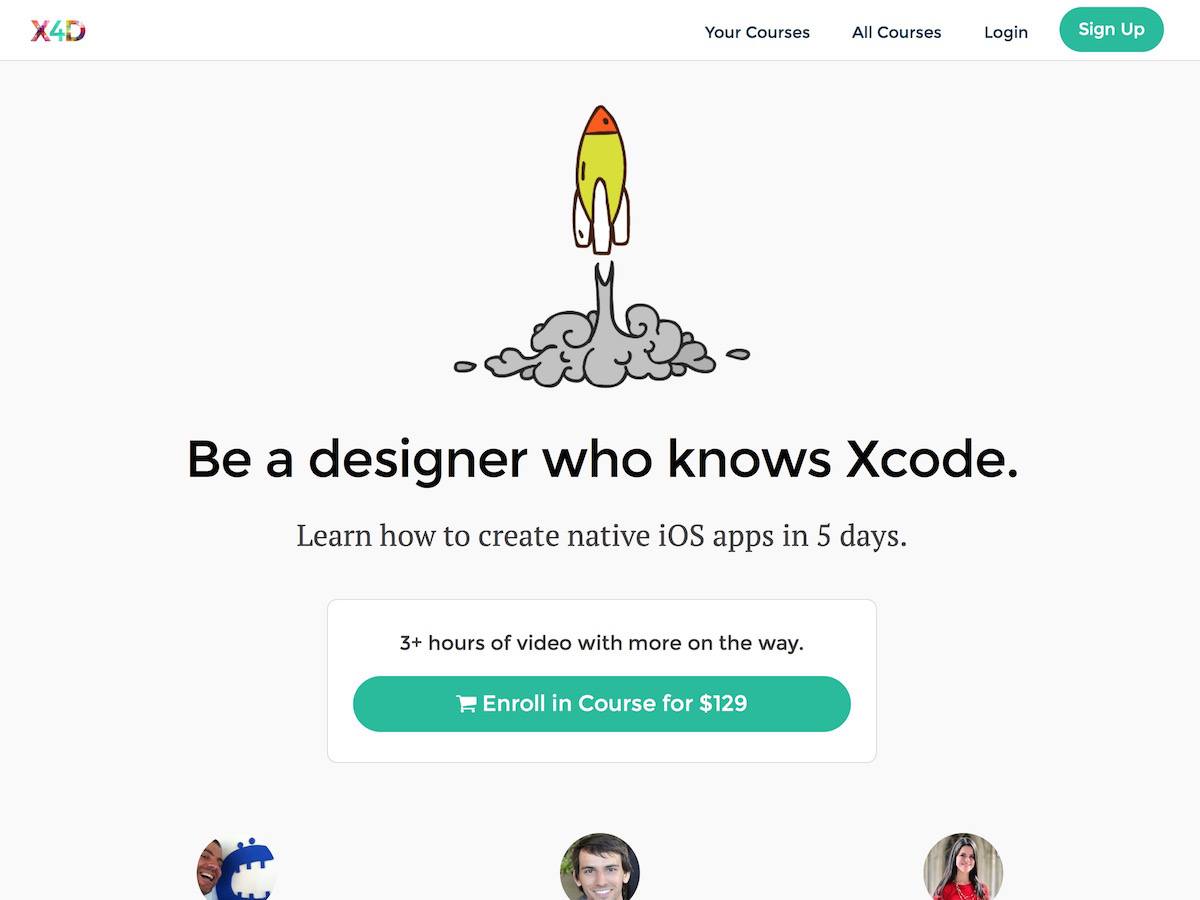 X4D
Your Courses
All Courses
Login
Sign Up
Be a designer who knows Xcode.
Learn how to create native iOS apps in 5 days.
3+ hours of video with more on the way.
Enroll in Course for $129